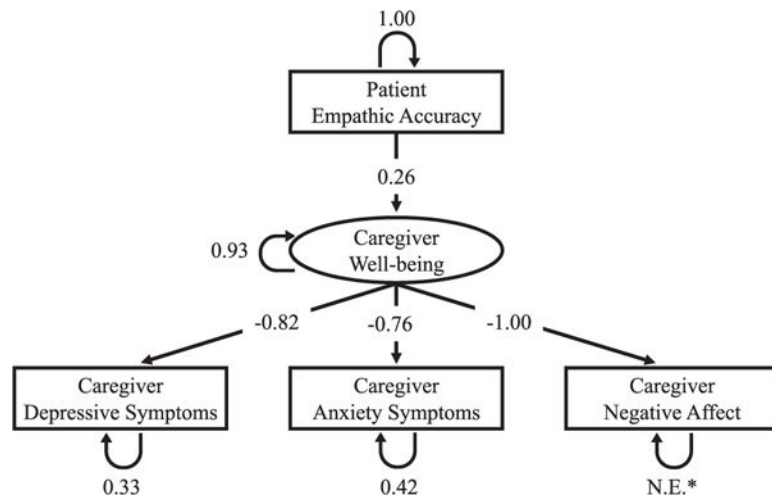 1.00
Patient
Empathic Accuracy
0.26
0.93
Caregiver
Well-being
-0.82
-0.76
-1.00
Caregiver
Depressive Symptoms
Caregiver
Anxiety Symptoms
Caregiver
Negative Affect
0.33
0.42
N.E.*